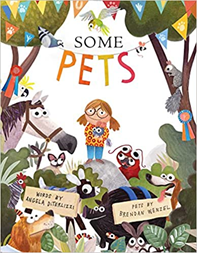 SOME
PETS
WORDS BY
ANGELA DITERLIZZI
PETS BY
BRENDAN WENZEL